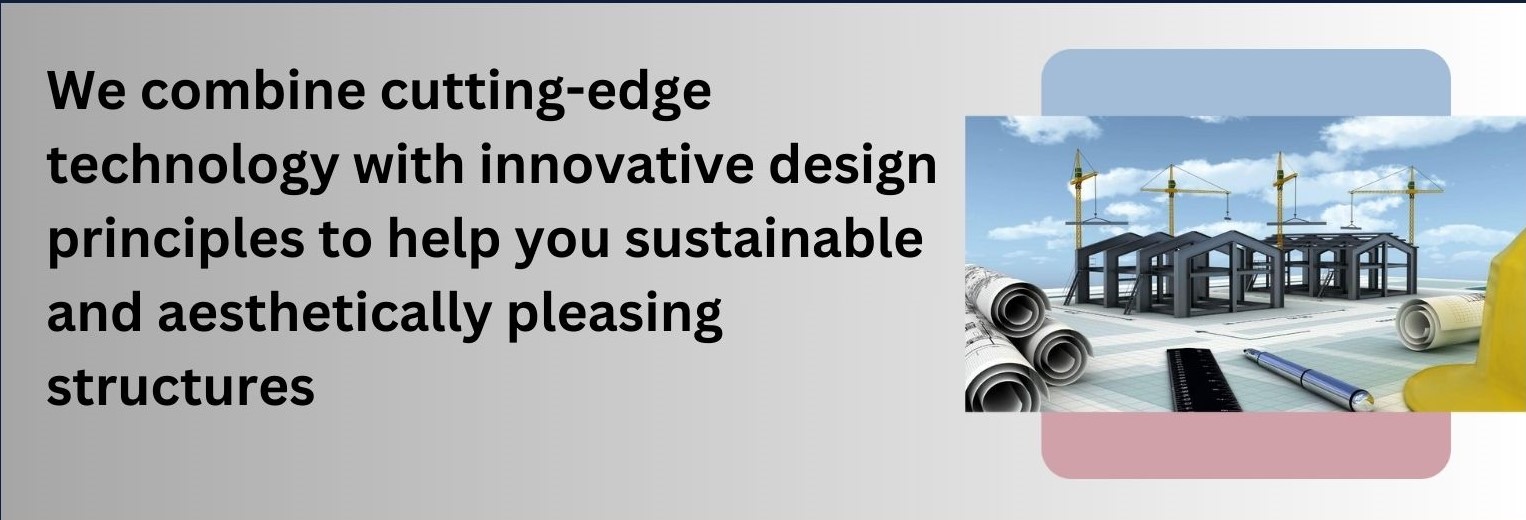 We combine cutting-edge
technology with innovative design
principles to help you sustainable
and aesthetically pleasing
structures